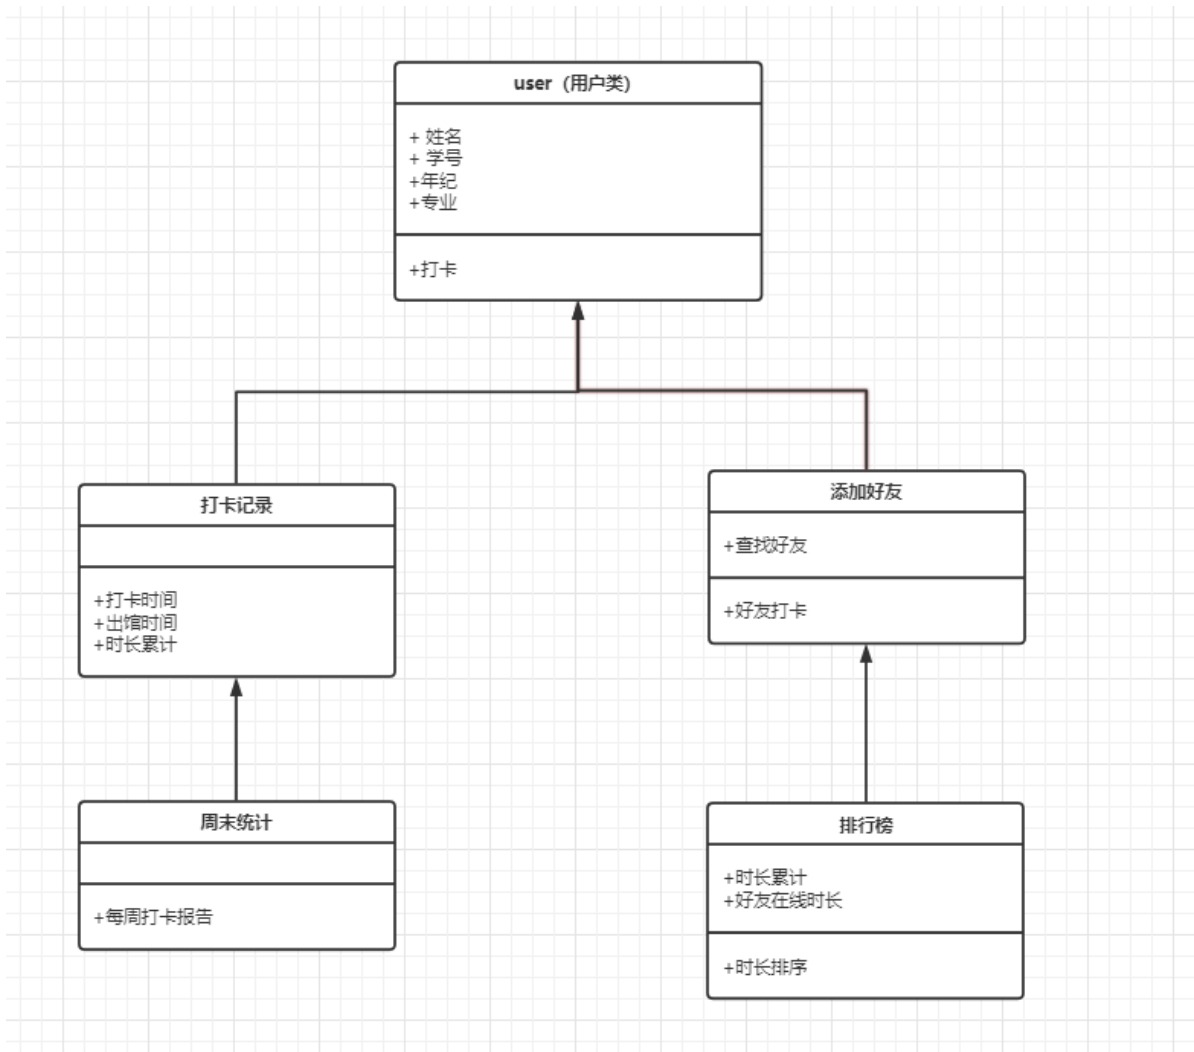 user（用户类）
+ 姓名
+ 学号
+年纪
+专业
+打卡
打卡记录
+打卡时间
+出馆时间
+时长累计
添加好友
+查找好友
+好友打卡
周末统计
+每周打卡报告
排行榜
+时长累计
+好友在线时长
+时长排序